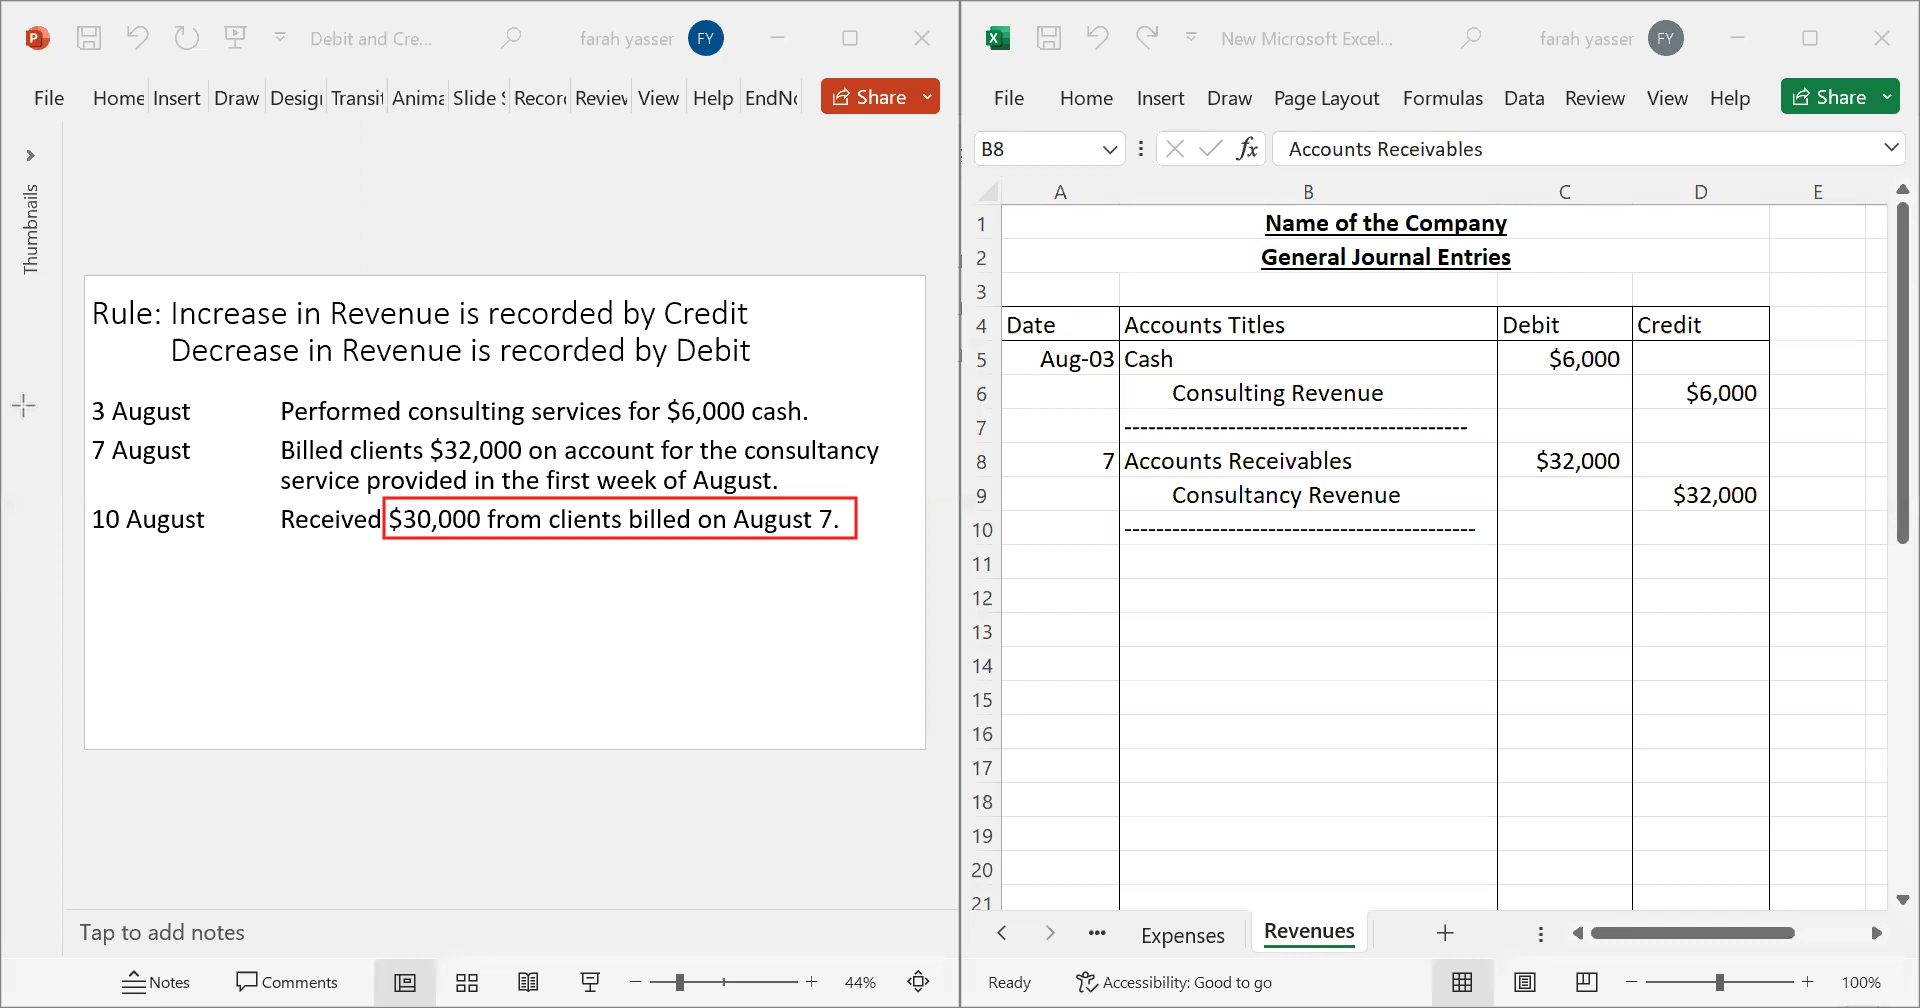 Debit and Cre...
farah yasser
FY
File Home Insert Draw Design Transit Anima Slide S Record Review View Help EndNo
Share
Thumbnails
Rule: Increase in Revenue is recorded by Credit
Decrease in Revenue is recorded by Debit
3 August Performed consulting services for $6,000 cash.
7 August Billed clients $32,000 on account for the consultancy
service provided in the first week of August.
10 August Received $30,000 from clients billed on August 7.
Tap to add notes
Notes Comments 44%
New Microsoft Excel...
farah yasser
FY
File Home Insert Draw Page Layout Formulas Data Review View Help
Share
B8 fx Accounts Receivables
A B C D E
1 Name of the Company
2 General Journal Entries
3
4 Date Accounts Titles Debit Credit
5 Aug-03 Cash $6,000
6 Consulting Revenue $6,000
7 -------------------------------------------
8 7 Accounts Receivables $32,000
9 Consultancy Revenue $32,000
10 --------------------------------------------
11
12
13
14
15
16
17
18
19
20
21
Expenses Revenues
Ready Accessibility: Good to go 100%